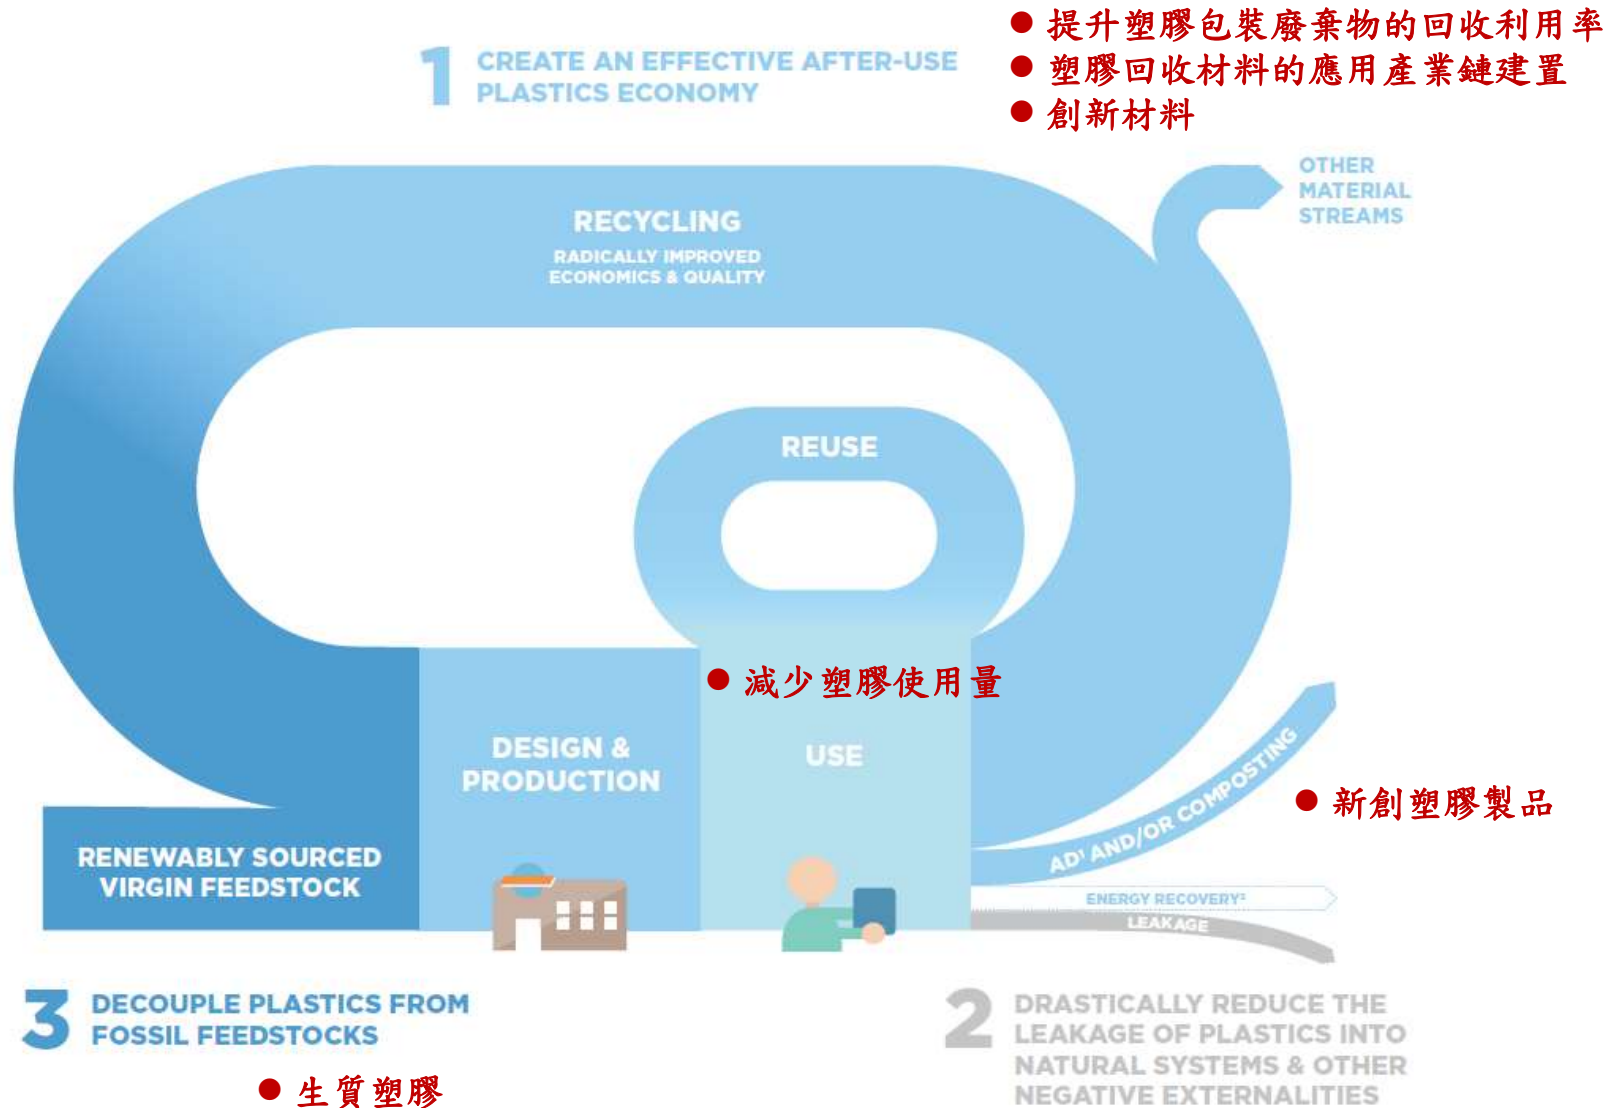 ● 提升塑膠包裝廢棄物的回收利用率
● 塑膠回收材料的應用產業鏈建置
● 創新材料
1 CREATE AN EFFECTIVE AFTER-USE
PLASTICS ECONOMY
OTHER
MATERIAL
STREAMS
RECYCLING
RADICALLY IMPROVED
ECONOMICS & QUALITY
REUSE
● 減少塑膠使用量
DESIGN &
PRODUCTION
USE
AD¹ AND/OR COMPOSTING
● 新創塑膠製品
RENEWABLY SOURCED
VIRGIN FEEDSTOCK
ENERGY RECOVERY²
LEAKAGE
3 DECOUPLE PLASTICS FROM
FOSSIL FEEDSTOCKS
● 生質塑膠
2 DRASTICALLY REDUCE THE
LEAKAGE OF PLASTICS INTO
NATURAL SYSTEMS & OTHER
NEGATIVE EXTERNALITIES